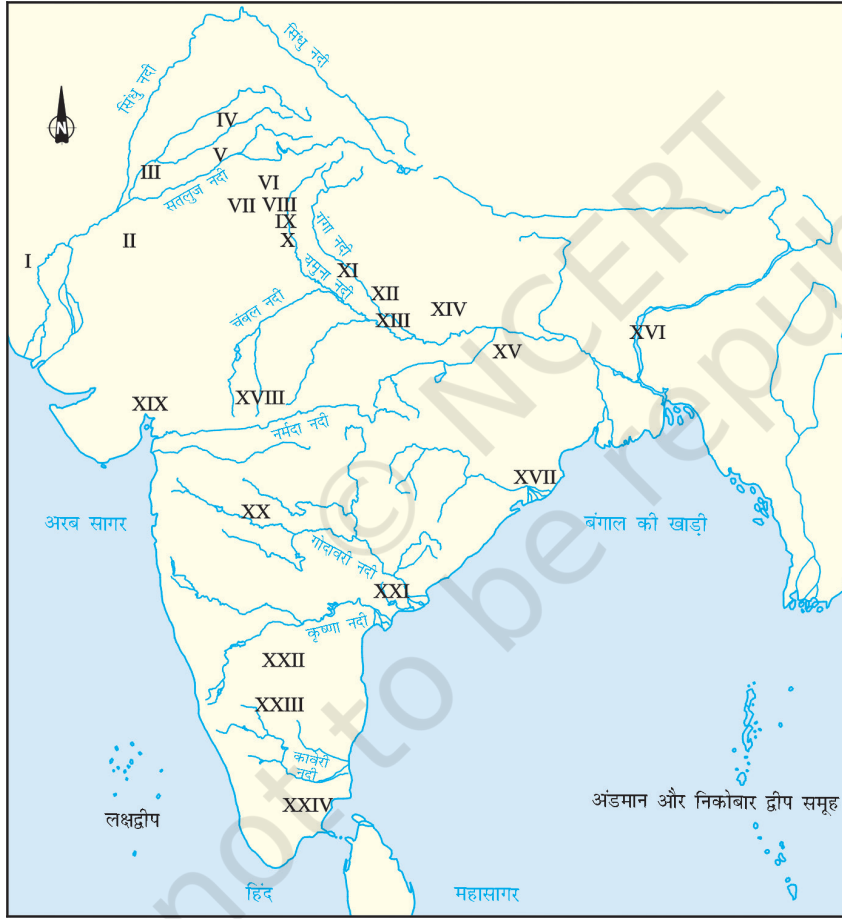 सिंधु नदी
सिंधु नदी
N
IV
V
III
सतलुज नदी
VI
VII VIII
IX
II
X
I
गंगा नदी
यमुना नदी
XI
XII
चंबल नदी
XIII
XIV
XV
XVI
XVIII
XIX
नर्मदा नदी
XVII
XX
अरब सागर
बंगाल की खाड़ी
गोदावरी नदी
XXI
कृष्णा नदी
XXII
XXIII
कावेरी
नदी
XXIV
लक्षद्वीप
अंडमान और निकोबार द्वीप समूह
हिंद
महासागर
© NCERT
not to be republ